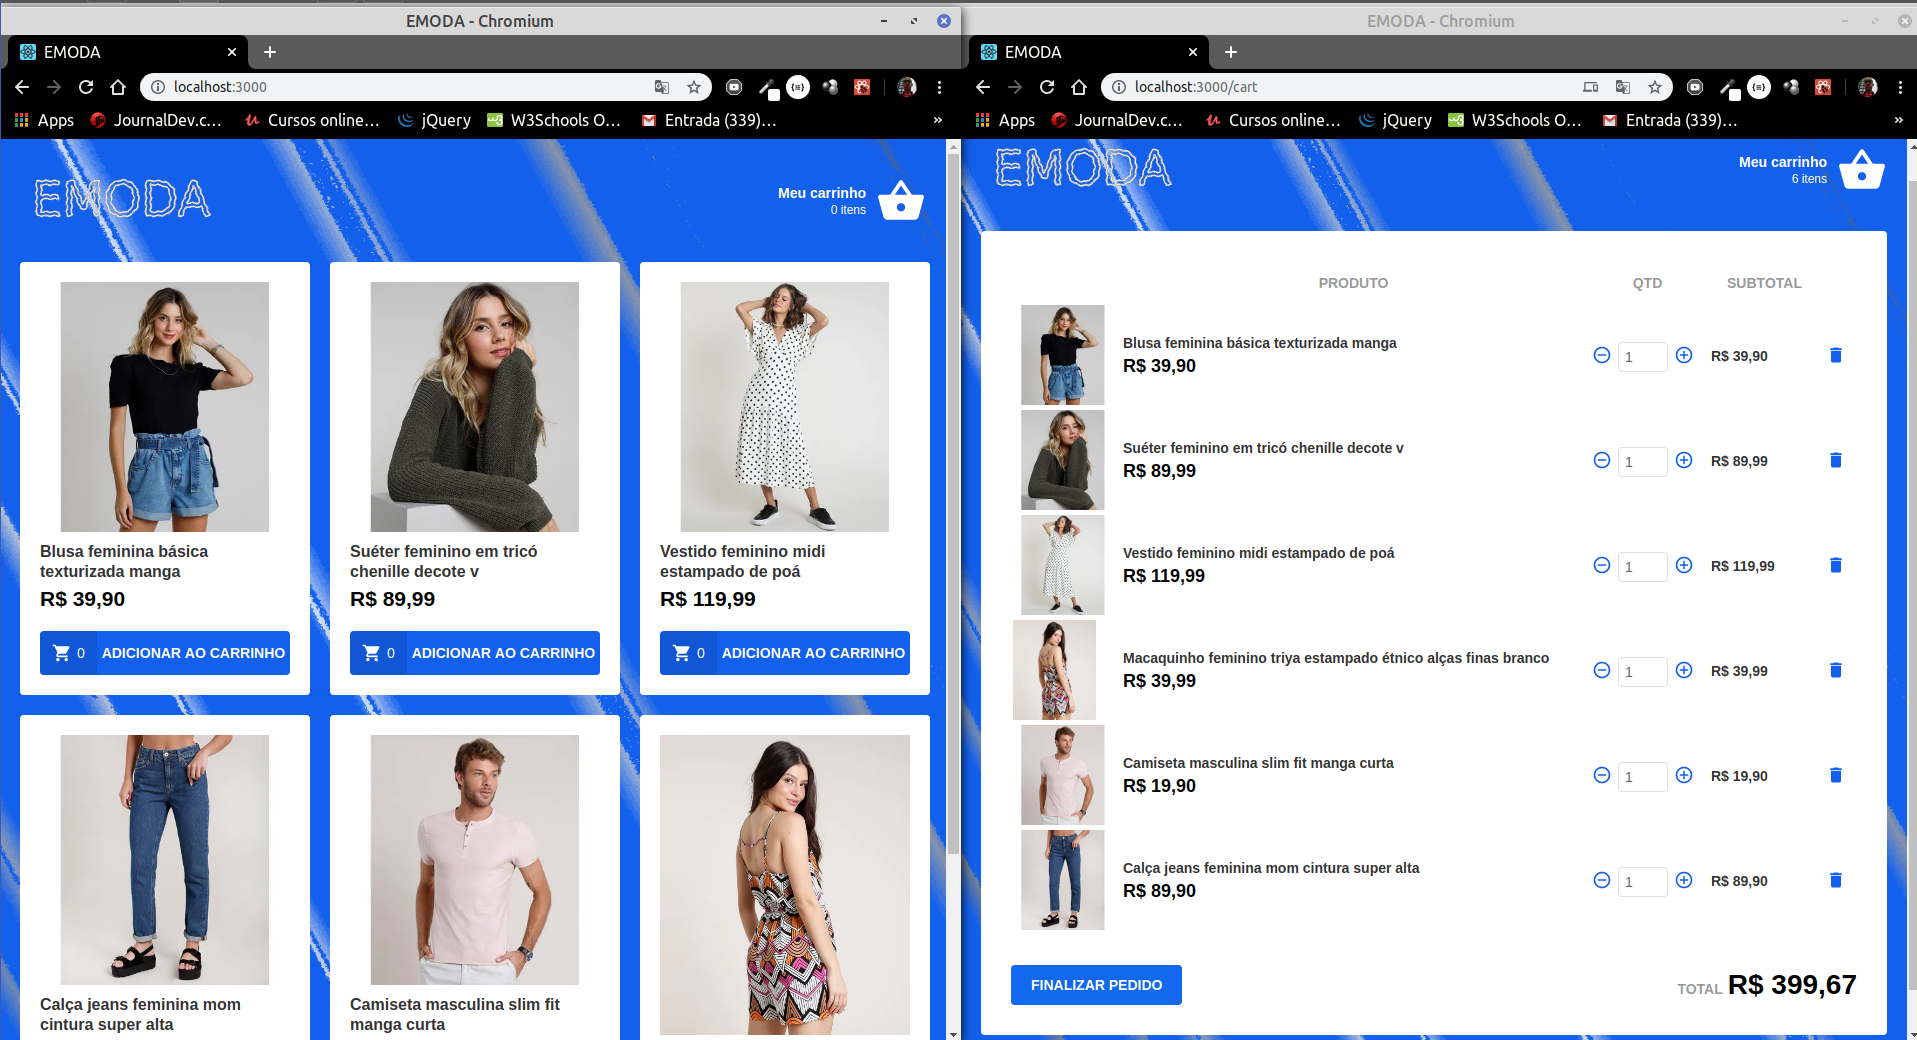 EMODA - Chromium
EMODA
localhost:3000
Apps
JournalDev.c...
Cursos online...
jQuery
W3Schools O...
Entrada (339)...
»
EMODA
Meu carrinho
0 itens
Blusa feminina básica
texturizada manga
R$ 39,90
0 ADICIONAR AO CARRINHO
Suéter feminino em tricó
chenille decote v
R$ 89,99
0 ADICIONAR AO CARRINHO
Vestido feminino midi
estampado de poá
R$ 119,99
0 ADICIONAR AO CARRINHO
Calça jeans feminina mom
cintura super alta
Camiseta masculina slim fit
manga curta
EMODA - Chromium
EMODA
localhost:3000/cart
Apps
JournalDev.c...
Cursos online...
jQuery
W3Schools O...
Entrada (339)...
»
EMODA
Meu carrinho
6 itens
PRODUTO QTD SUBTOTAL
Blusa feminina básica texturizada manga
R$ 39,90
1
R$ 39,90
Suéter feminino em tricó chenille decote v
R$ 89,99
1
R$ 89,99
Vestido feminino midi estampado de poá
R$ 119,99
1
R$ 119,99
Macaquinho feminino triya estampado étnico alças finas branco
R$ 39,99
1
R$ 39,99
Camiseta masculina slim fit manga curta
R$ 19,90
1
R$ 19,90
Calça jeans feminina mom cintura super alta
R$ 89,90
1
R$ 89,90
FINALIZAR PEDIDO
TOTAL R$ 399,67